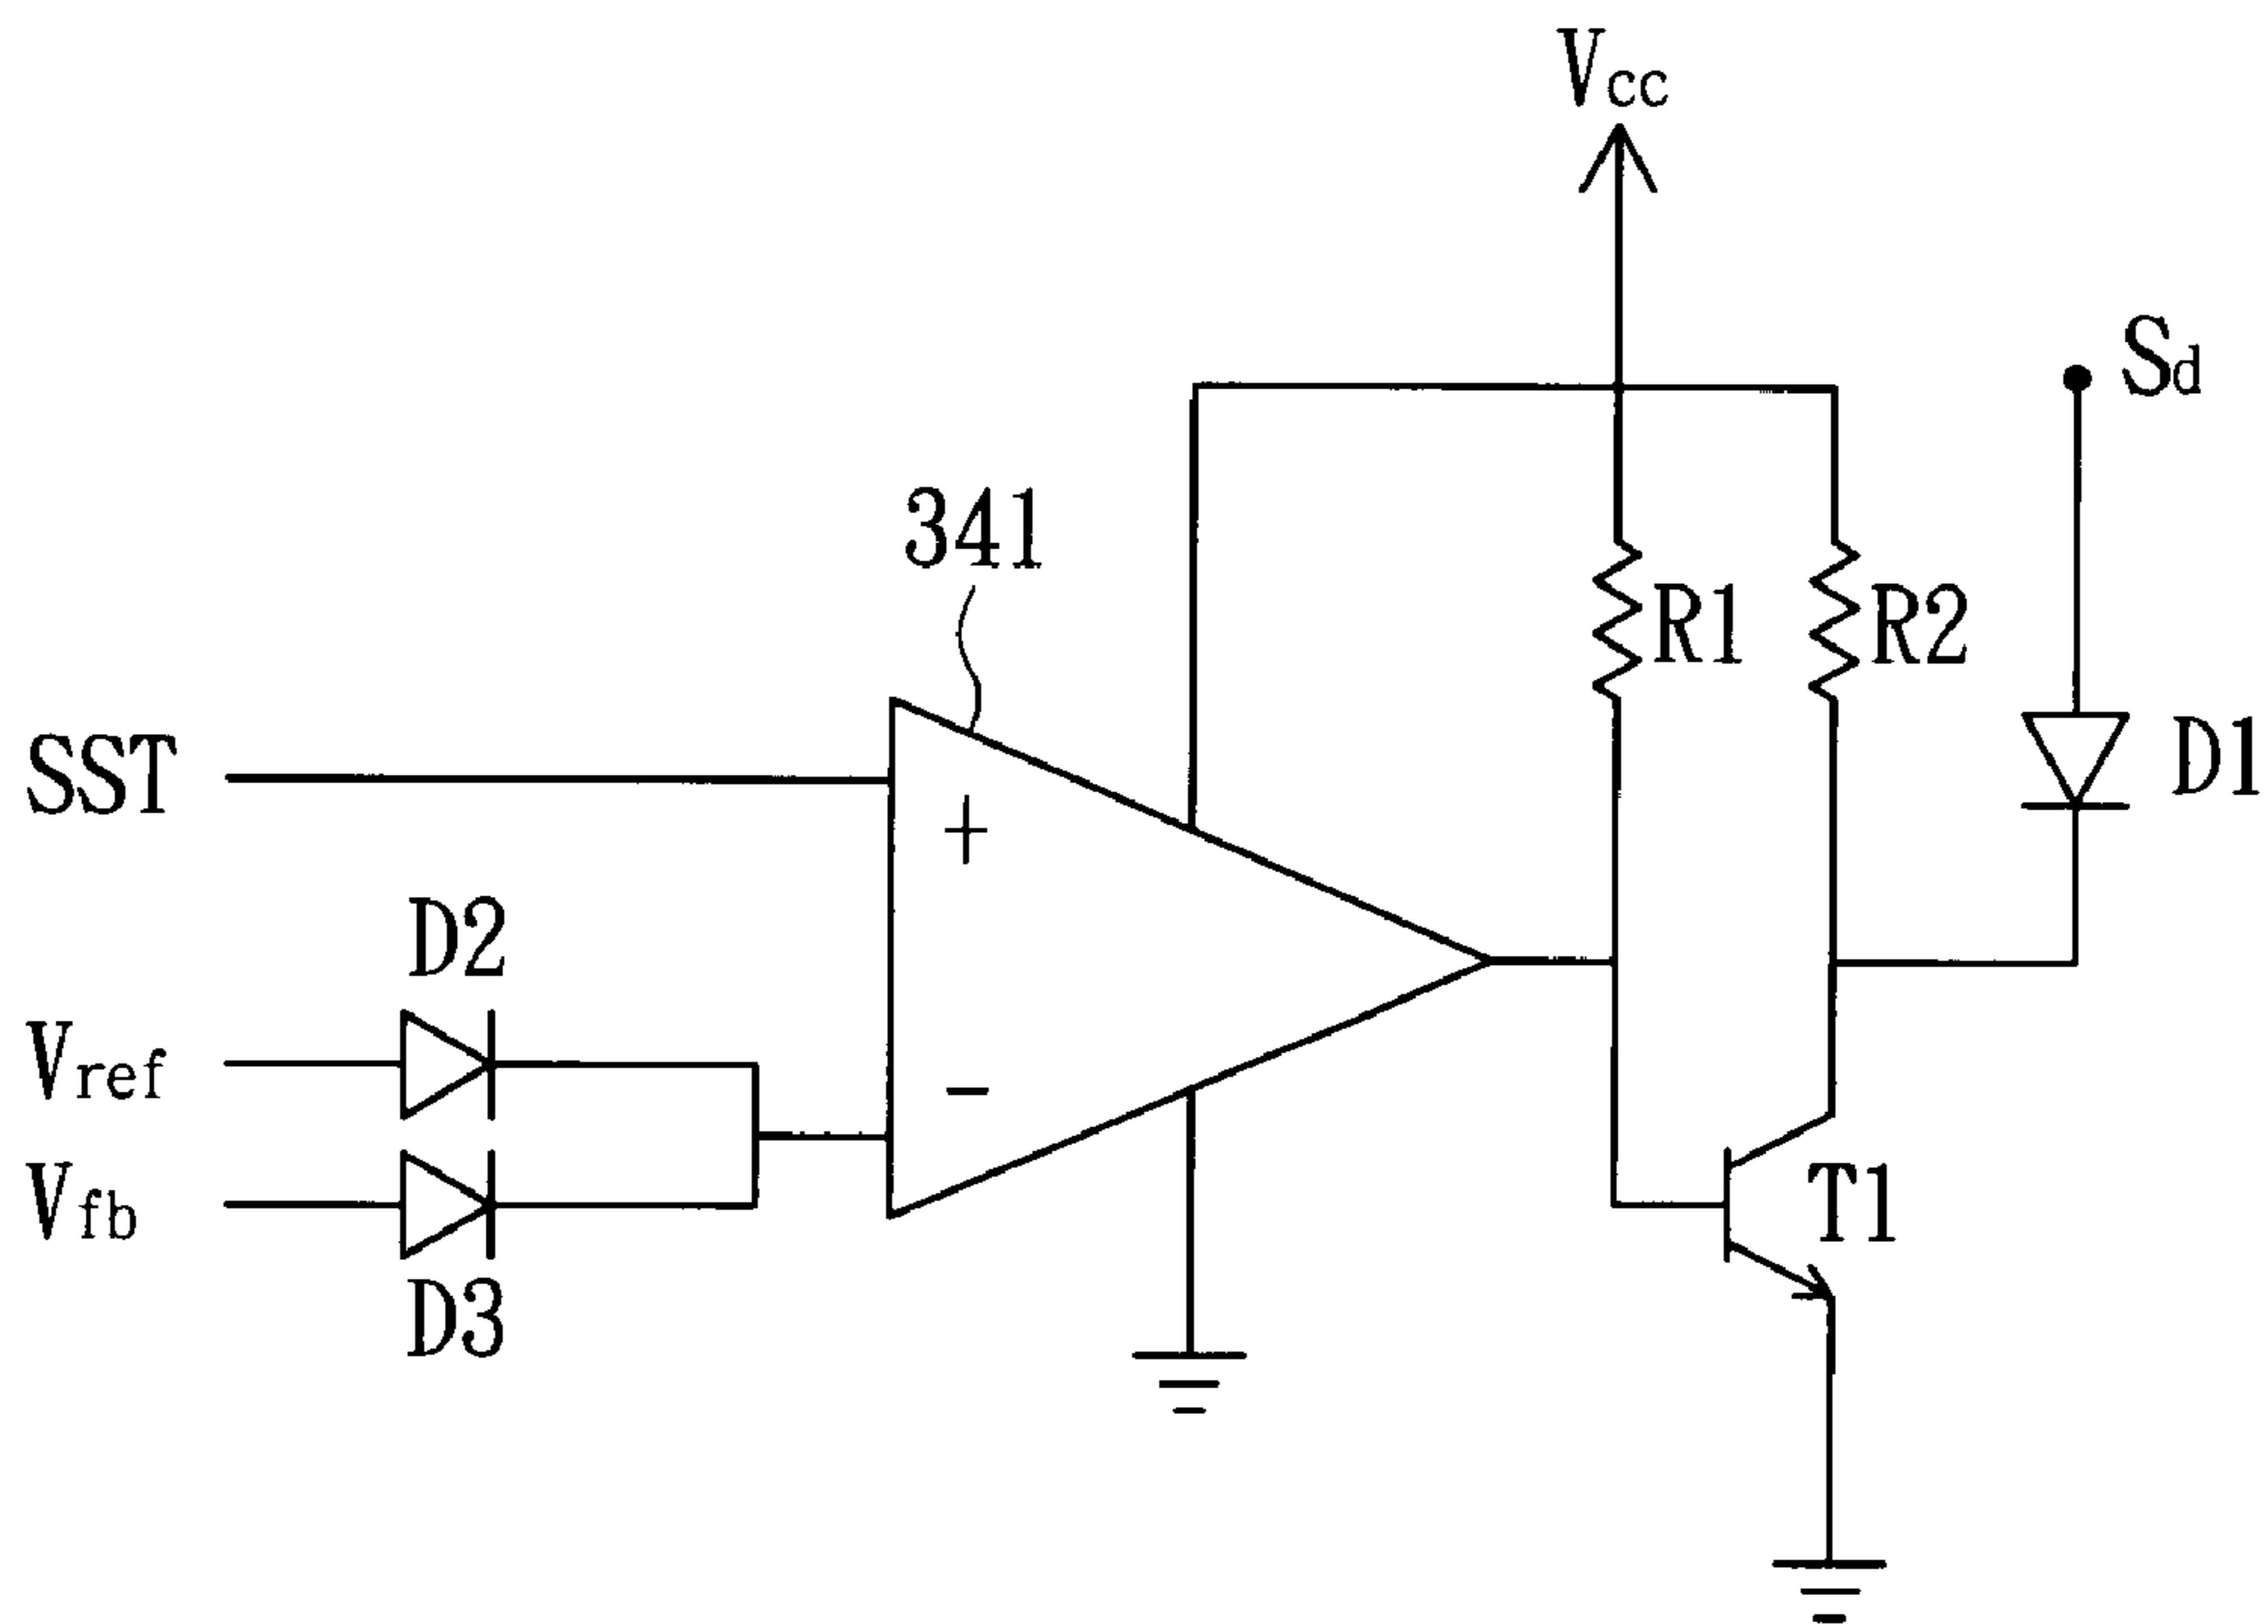 Vcc
Sd
341
R1
R2
SST
+
D1
D2
Vref
-
Vfb
T1
D3